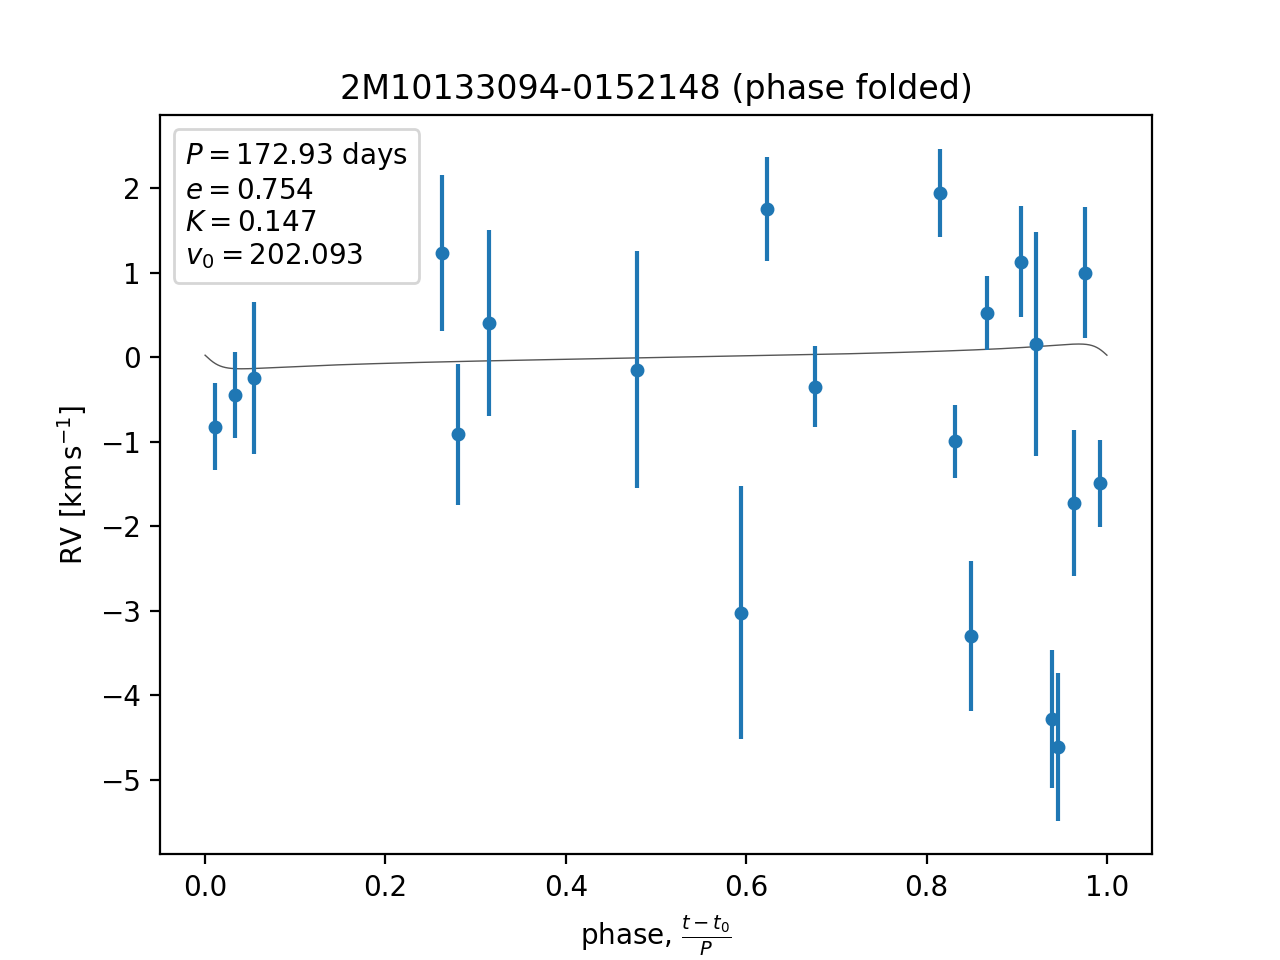 2M10133094-0152148 (phase folded)
P = 172.93 days
e = 0.754
K = 0.147
v₀ = 202.093
2
1
0
−1
−2
−3
−4
−5
RV [km s⁻¹]
0.0 0.2 0.4 0.6 0.8 1.0
phase, (t − t₀)/P